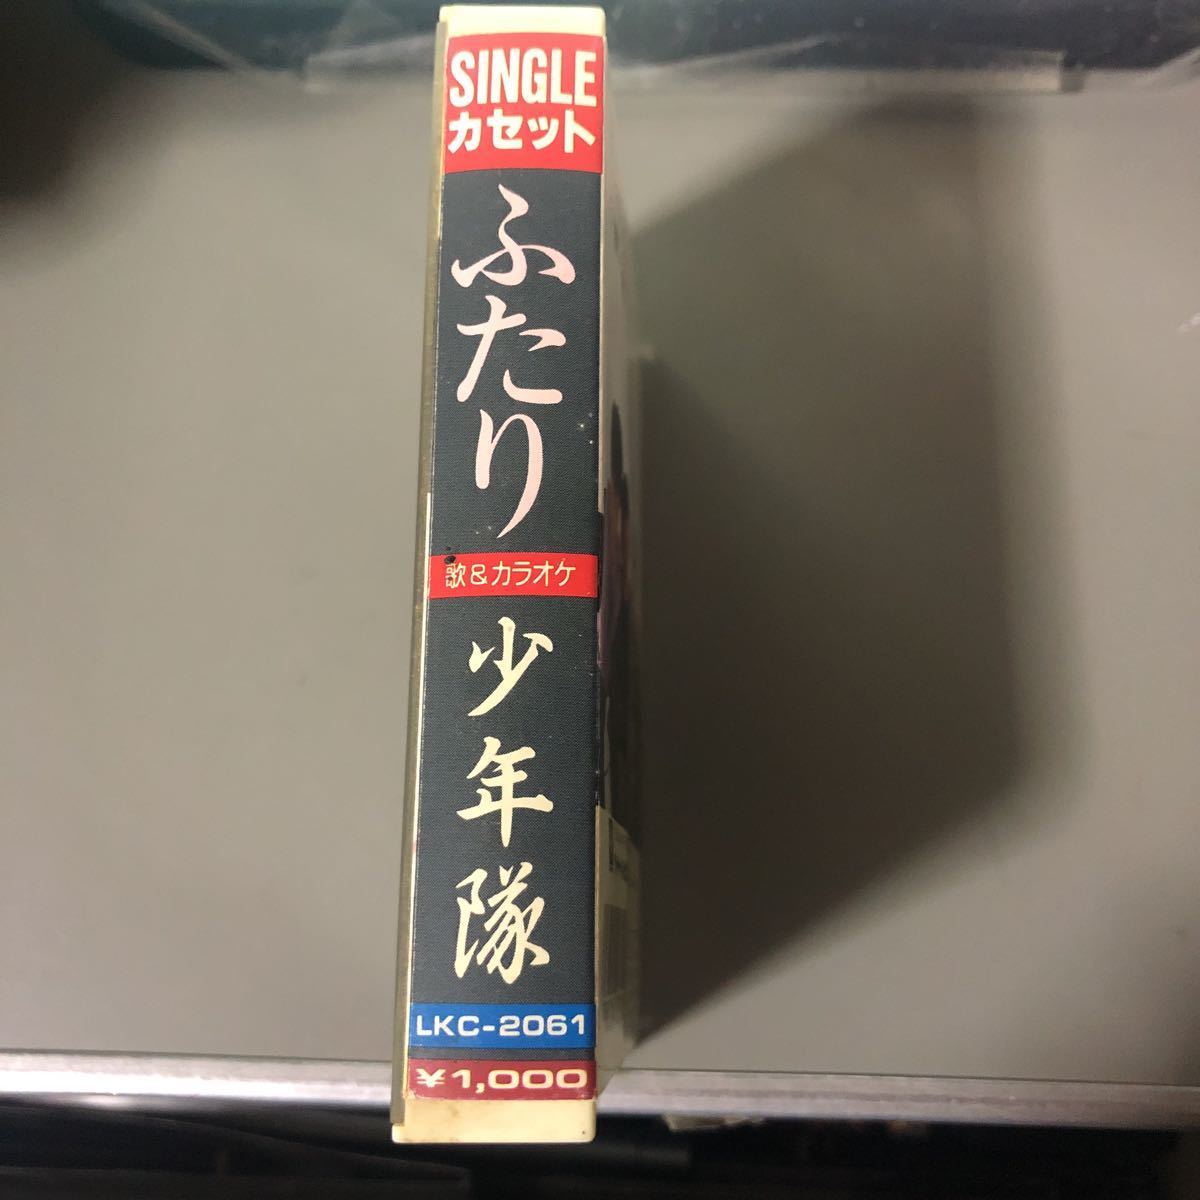 SINGLE
カセット
ふたり
歌&カラオケ
少年隊
LKC-2061
¥1,000